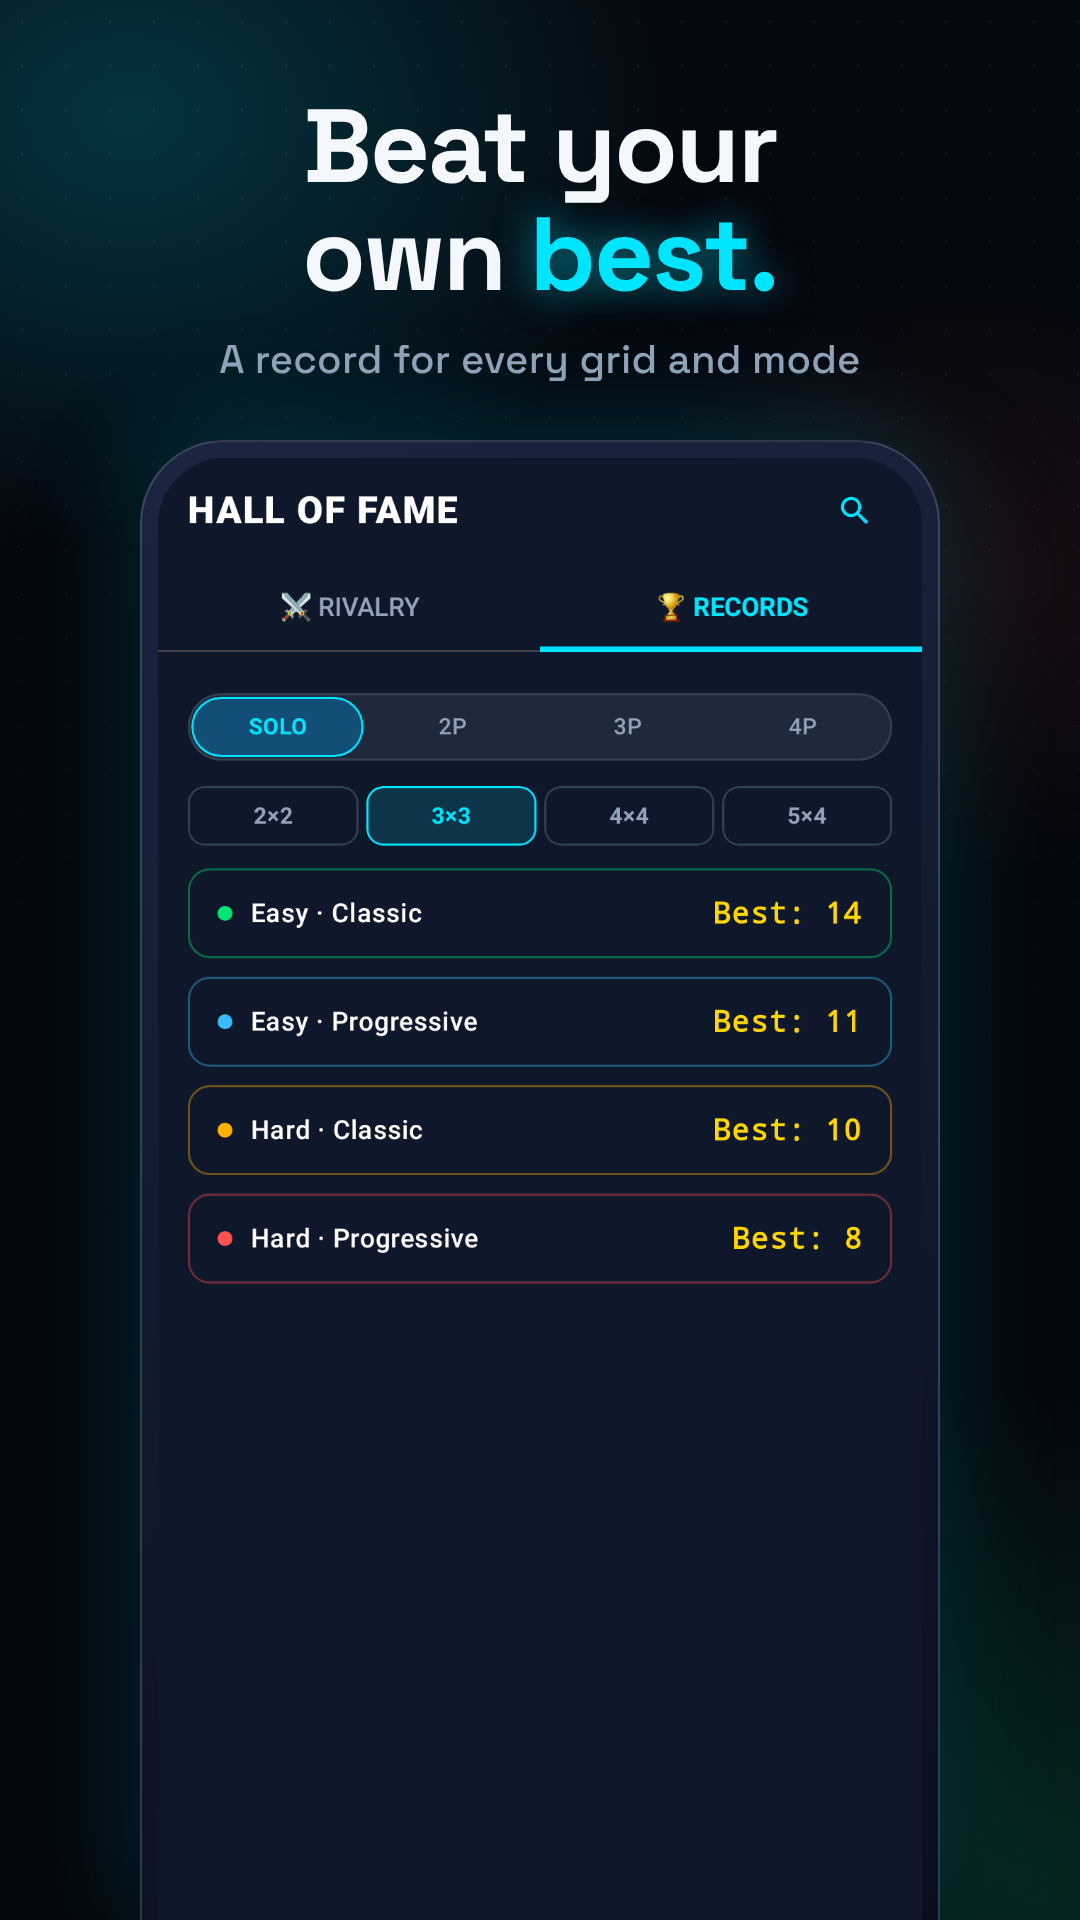 Beat your
own best.
A record for every grid and mode
HALL OF FAME
RIVALRY
RECORDS
SOLO 2P 3P 4P
2×2 3×3 4×4 5×4
Easy · Classic Best: 14
Easy · Progressive Best: 11
Hard · Classic Best: 10
Hard · Progressive Best: 8